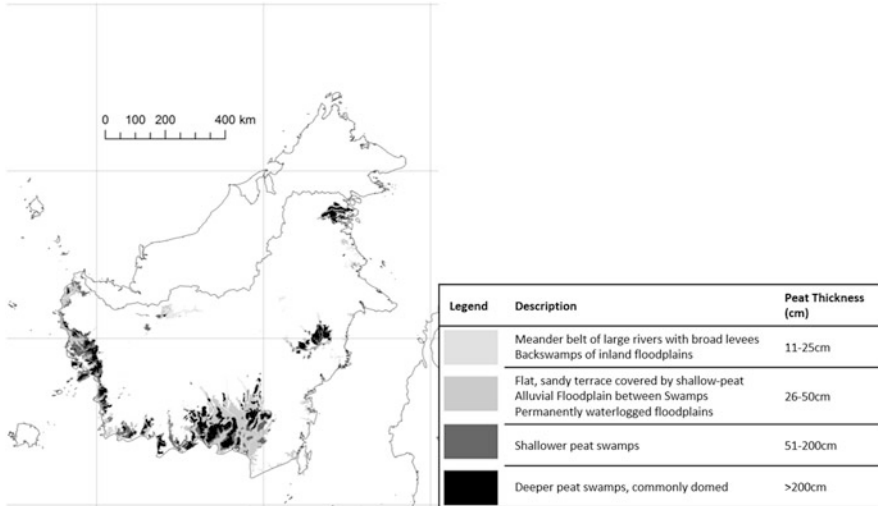 0 100 200 400 km
Legend Description Peat Thickness (cm)
Meander belt of large rivers with broad levees
Backswamps of inland floodplains
11-25cm
Flat, sandy terrace covered by shallow-peat
Alluvial Floodplain between Swamps
Permanently waterlogged floodplains
26-50cm
Shallower peat swamps 51-200cm
Deeper peat swamps, commonly domed >200cm